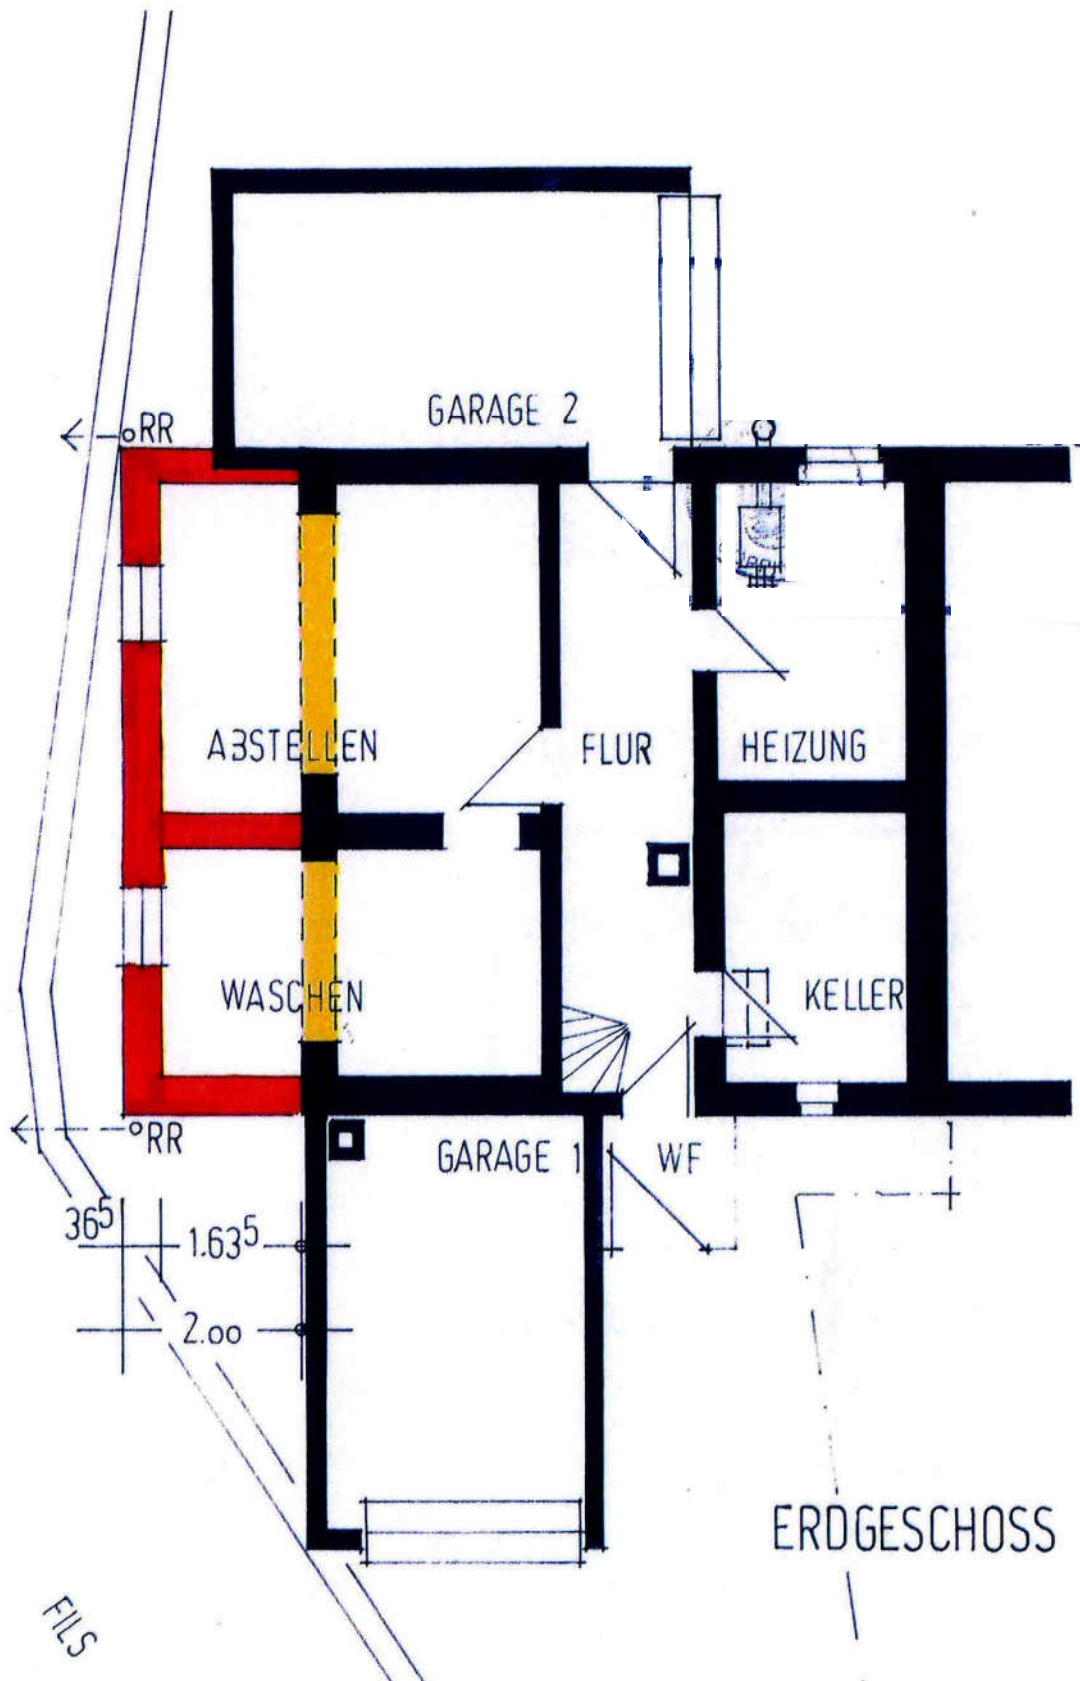 GARAGE 2
RR
ABSTELLEN
FLUR
HEIZUNG
WASCHEN
KELLER
RR
GARAGE 1
WF
36⁵
1.63⁵
2.00
ERDGESCHOSS
FILS